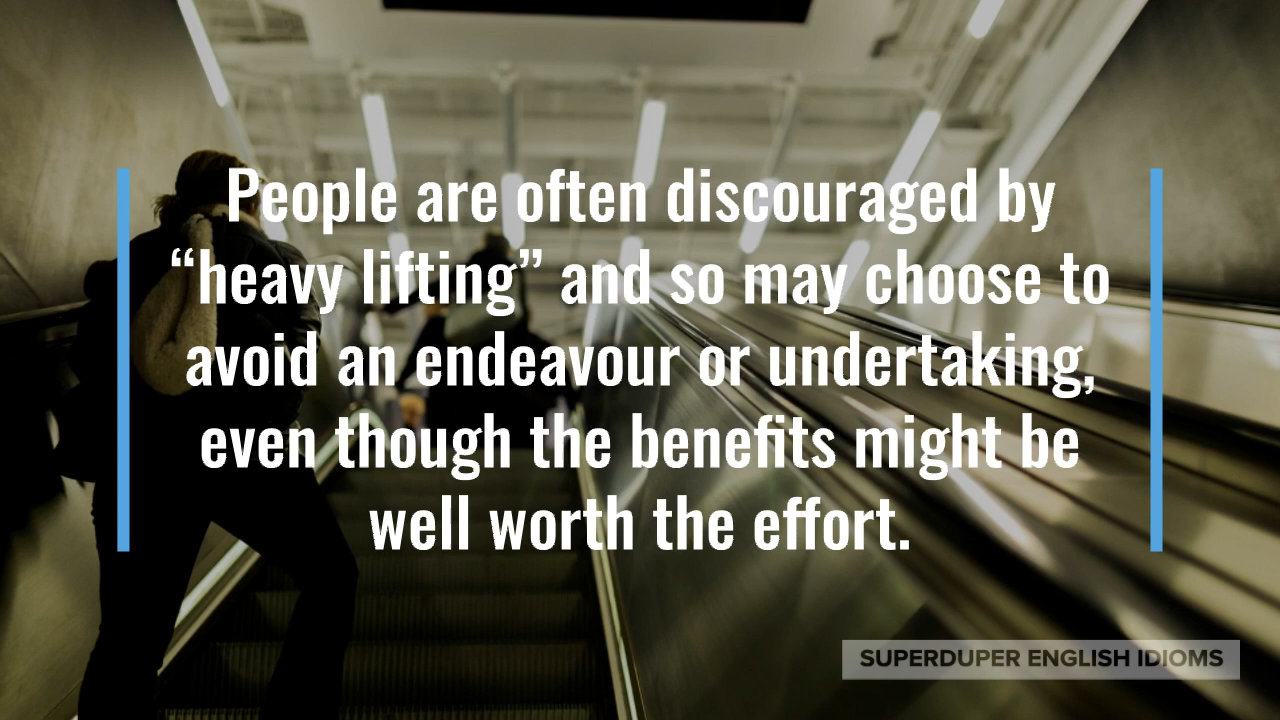 People are often discouraged by
“heavy lifting” and so may choose to
avoid an endeavour or undertaking,
even though the benefits might be
well worth the effort.
SUPERDUPER ENGLISH IDIOMS